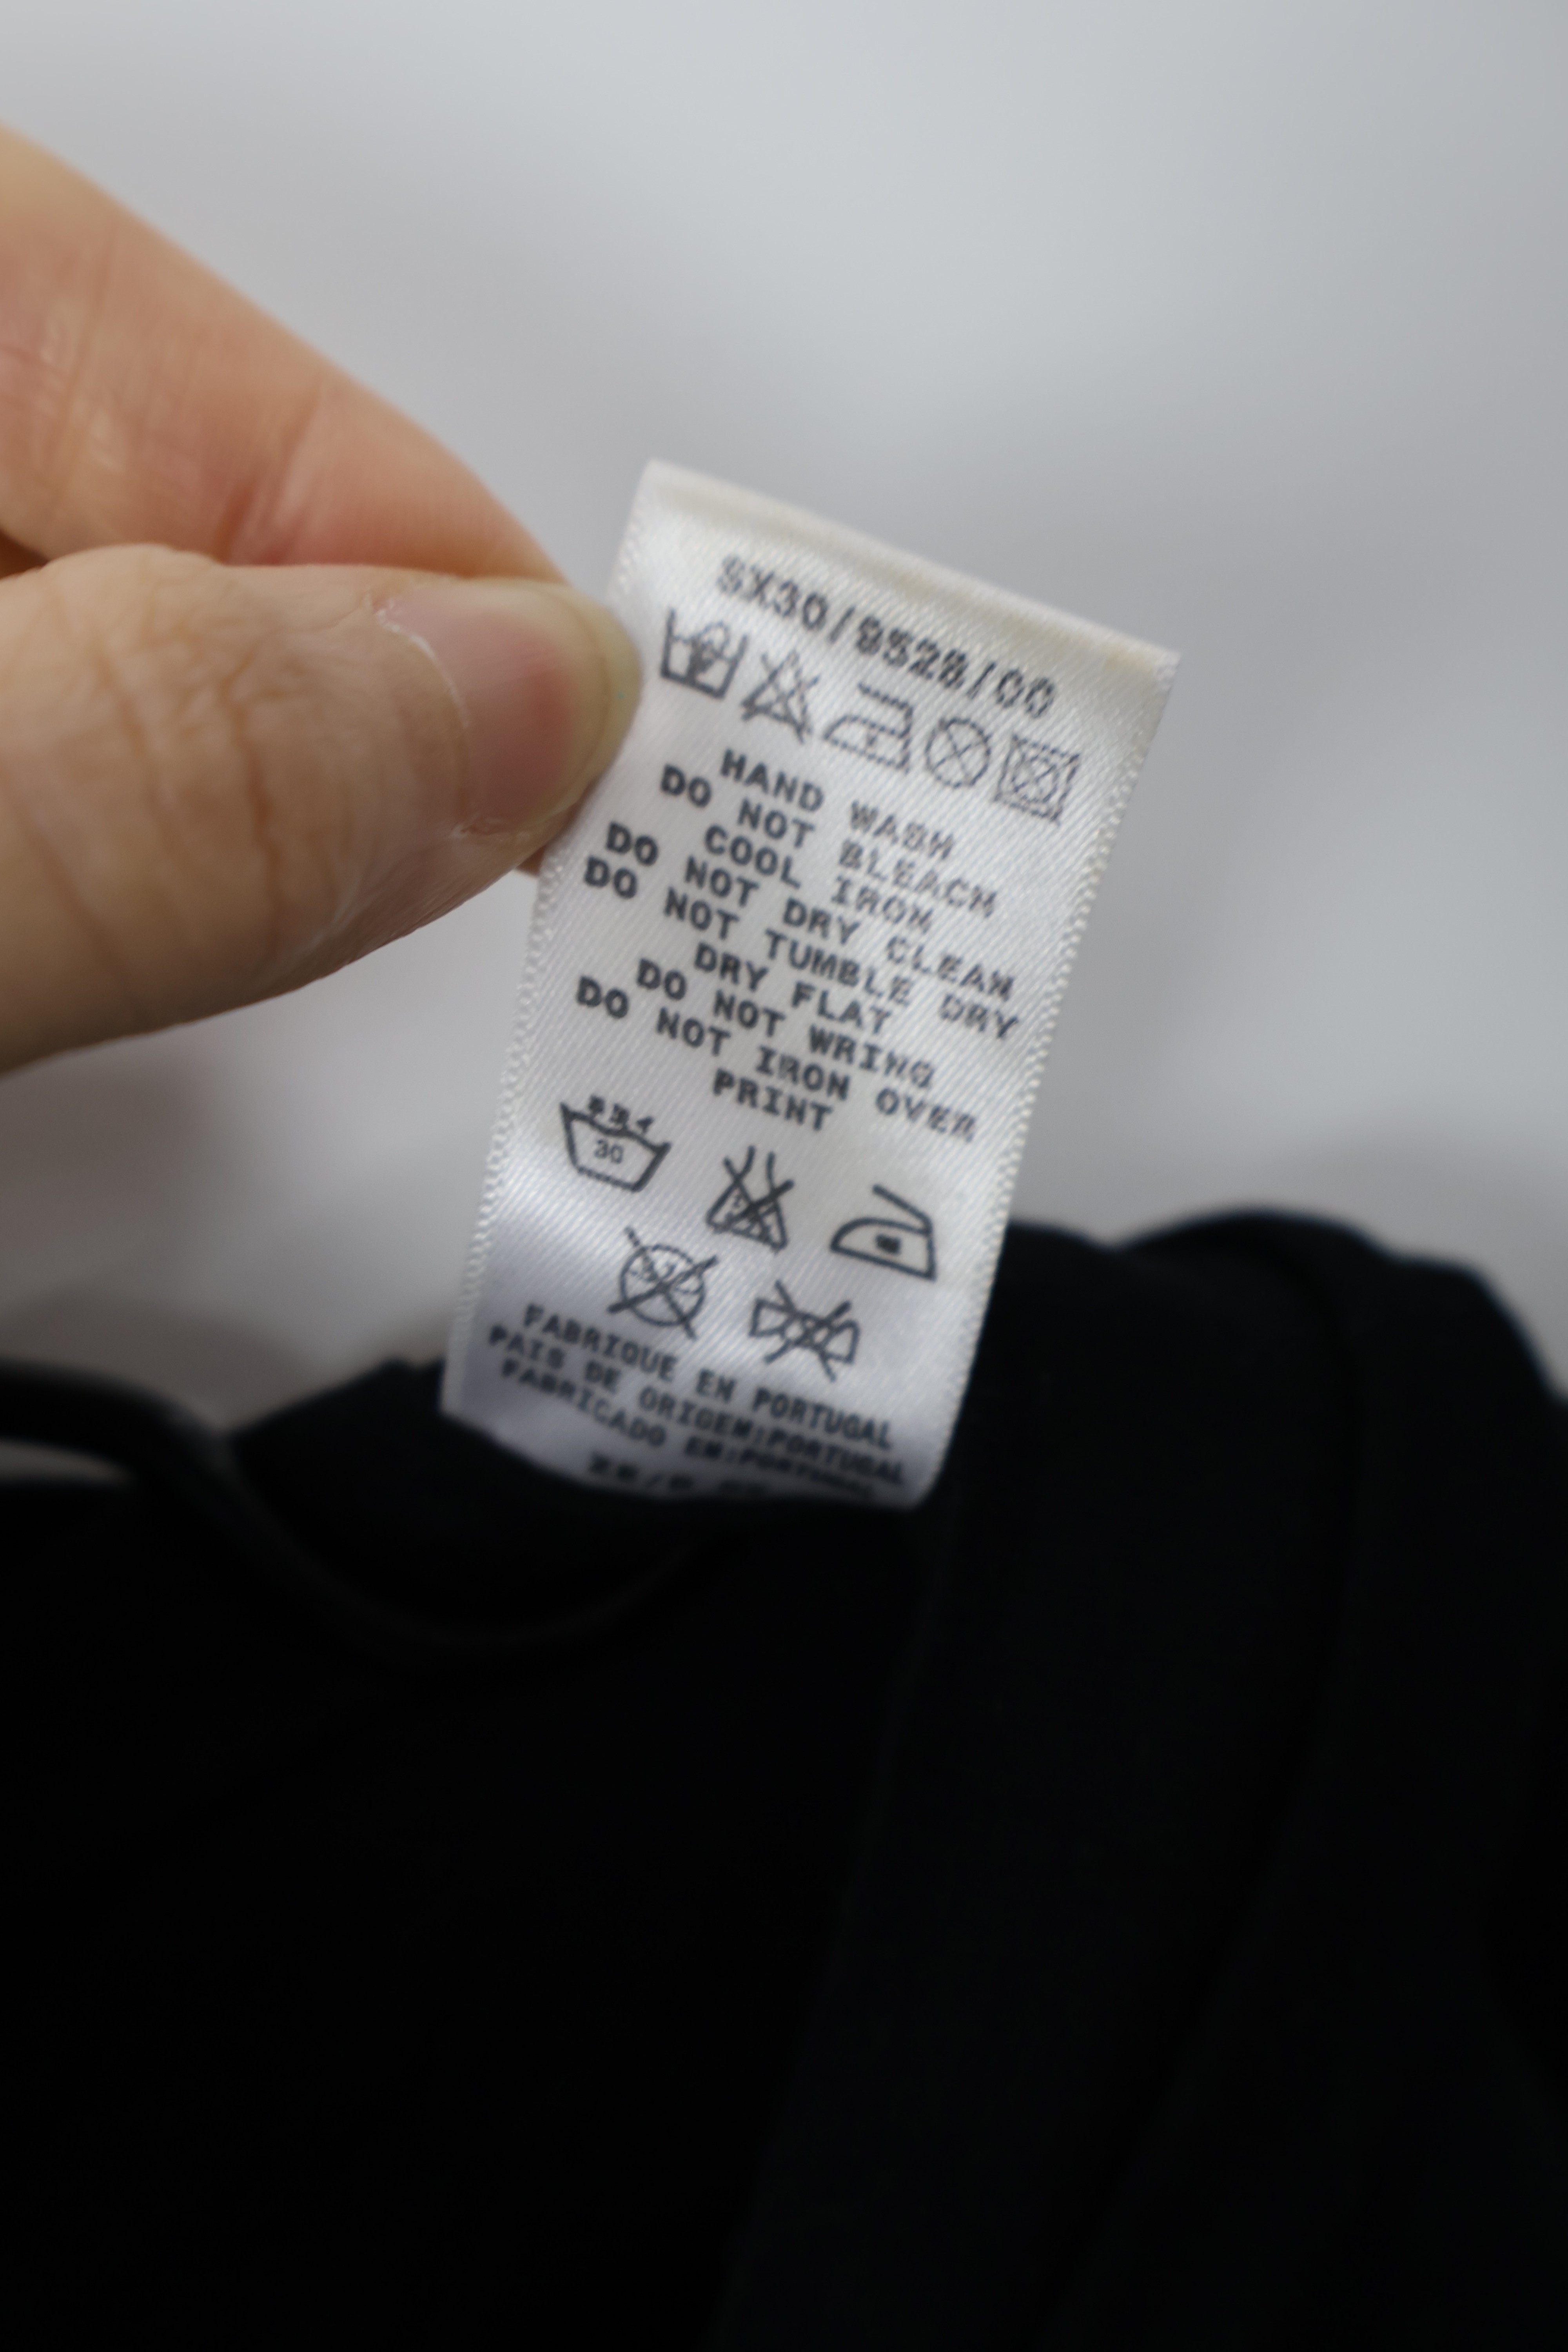 SX30/9528/00
HAND WASH
DO NOT BLEACH
COOL IRON
DO NOT DRY CLEAN
DO NOT TUMBLE DRY
DRY FLAT
DO NOT WRING
DO NOT IRON OVER
PRINT
30
FABRIQUE EN PORTUGAL
PAIS DE ORIGEM:PORTUGAL
FABRICADO EM:PORTUGAL